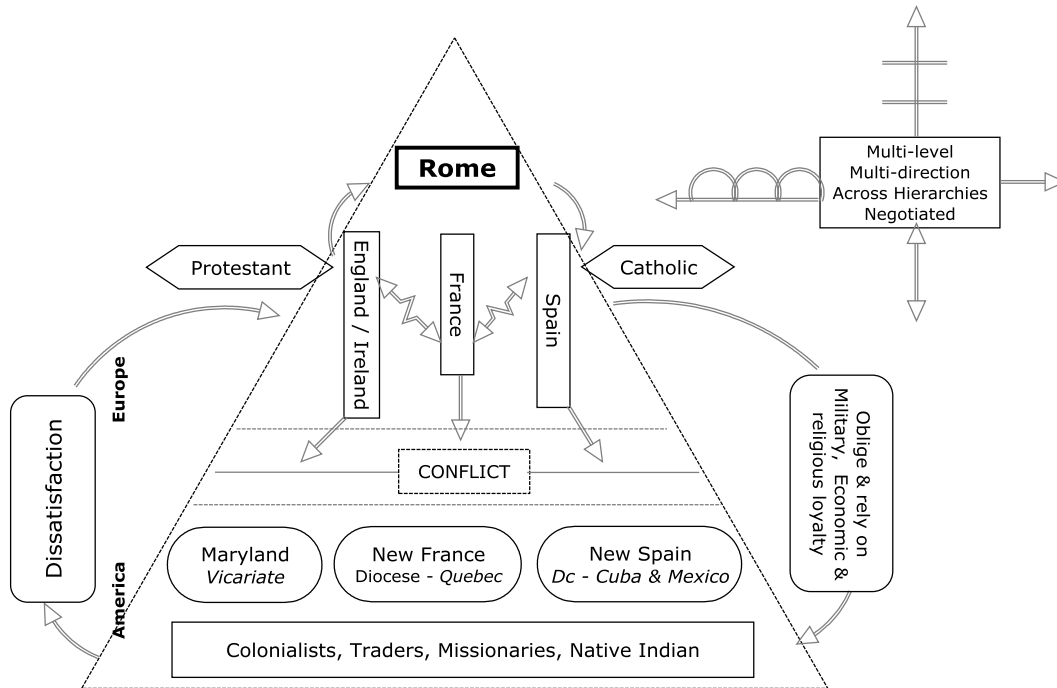 Rome
Multi-level
Multi-direction
Across Hierarchies
Negotiated
Protestant
England / Ireland
France
Spain
Catholic
Europe
Dissatisfaction
Oblige & rely on
Military, Economic &
religious loyalty
CONFLICT
America
Maryland
Vicariate
New France
Diocese - Quebec
New Spain
Dc - Cuba & Mexico
Colonialists, Traders, Missionaries, Native Indian